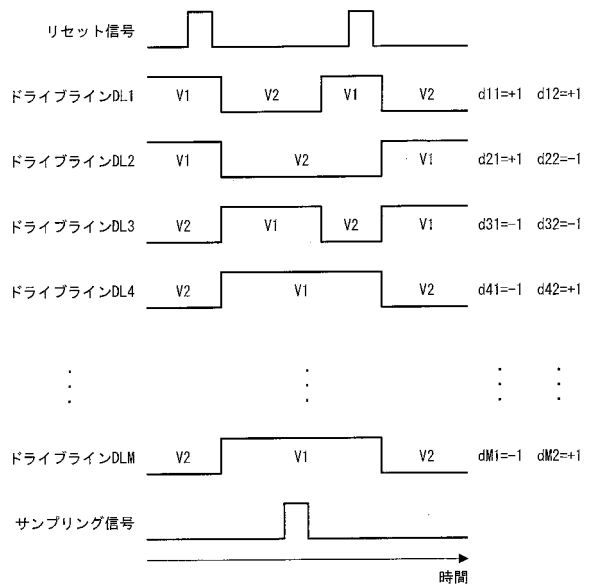 リセット信号
ドライブラインDL1 V1 V2 V1 V2 d11=+1 d12=+1
ドライブラインDL2 V1 V2 V1 d21=+1 d22=−1
ドライブラインDL3 V2 V1 V2 V1 d31=−1 d32=−1
ドライブラインDL4 V2 V1 V2 d41=−1 d42=+1
ドライブラインDLM V2 V1 V2 dM1=−1 dM2=+1
サンプリング信号
時間